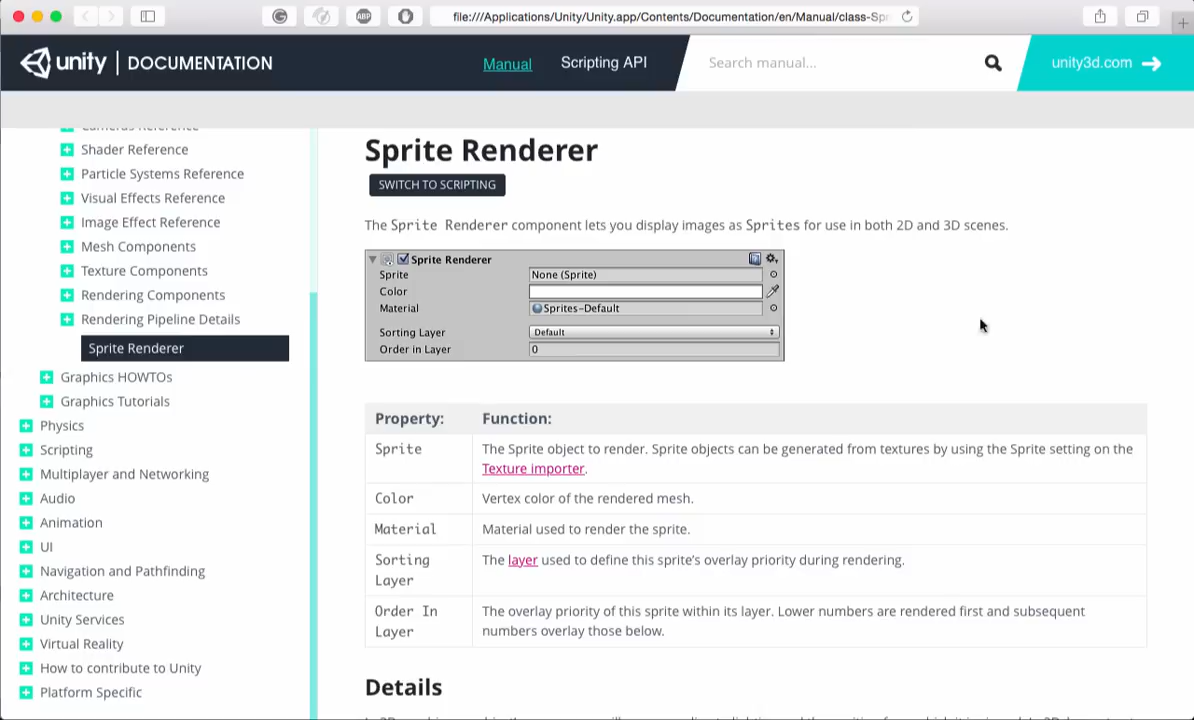 file:///Applications/Unity/Unity.app/Contents/Documentation/en/Manual/class-Spr
ABP
unity | DOCUMENTATION
Manual
Scripting API
Search manual...
unity3d.com
Cameras Reference
Shader Reference
Particle Systems Reference
Visual Effects Reference
Image Effect Reference
Mesh Components
Texture Components
Rendering Components
Rendering Pipeline Details
Sprite Renderer
Graphics HOWTOs
Graphics Tutorials
Physics
Scripting
Multiplayer and Networking
Audio
Animation
UI
Navigation and Pathfinding
Architecture
Unity Services
Virtual Reality
How to contribute to Unity
Platform Specific
Sprite Renderer
SWITCH TO SCRIPTING
The Sprite Renderer component lets you display images as Sprites for use in both 2D and 3D scenes.
Sprite Renderer
Sprite None (Sprite)
Color
Material Sprites-Default
Sorting Layer Default
Order in Layer 0
Property: Function:
Sprite The Sprite object to render. Sprite objects can be generated from textures by using the Sprite setting on the
Texture importer.
Color Vertex color of the rendered mesh.
Material Material used to render the sprite.
Sorting The layer used to define this sprite's overlay priority during rendering.
Layer
Order In The overlay priority of this sprite within its layer. Lower numbers are rendered first and subsequent
Layer numbers overlay those below.
Details